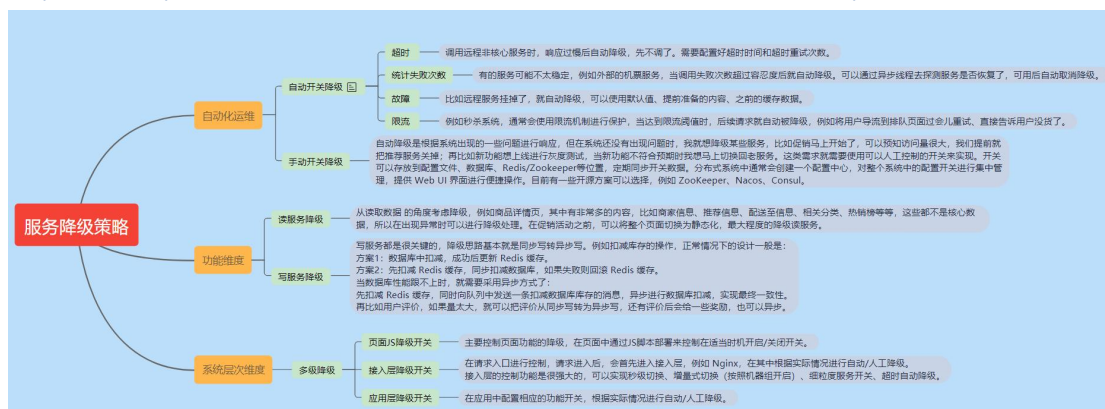 服务降级策略
自动化运维
自动开关降级
超时
调用远程非核心服务时，响应过慢后自动降级，先不调了。需要配置好超时时间和超时重试次数。
统计失败次数
有的服务可能不太稳定，例如外部的机票服务，当调用失败次数超过容忍度后就自动降级。可以通过异步线程去探测服务是否恢复了，可用后自动取消降级。
故障
比如远程服务挂掉了，就自动降级，可以使用默认值、提前准备的内容、之前的缓存数据。
限流
例如秒杀系统，通常会使用限流机制进行保护，当达到限流阈值时，后续请求就自动被降级，例如将用户导流到排队页面过会儿重试、直接告诉用户没货了。
手动开关降级
自动降级是根据系统出现的一些问题进行响应，但在系统还没有出现问题时，我就想降级某些服务，比如促销马上开始了，可以预知访问量很大，我们提前就
把推荐服务关掉；再比如新功能想上线进行灰度测试，当新功能不符合预期时我想马上切换回老服务。这类需求就需要使用可以人工控制的开关来实现。开关
可以存放到配置文件、数据库、Redis/Zookeeper等位置，定期同步开关数据。分布式系统中通常会创建一个配置中心，对整个系统中的配置开关进行集中管
理，提供 Web UI 界面进行便捷操作。目前有一些开源方案可以选择，例如 ZooKeeper、Nacos、Consul。
功能维度
读服务降级
从读取数据 的角度考虑降级，例如商品详情页，其中有非常多的内容，比如商家信息、推荐信息、配送至信息、相关分类、热销榜等等，这些都不是核心数
据，所以在出现异常时可以进行降级处理。在促销活动之前，可以将整个页面切换为静态化，最大程度的降级读服务。
写服务降级
写服务都是很关键的，降级思路基本就是同步写转异步写。例如扣减库存的操作，正常情况下的设计一般是：
方案1：数据库中扣减，成功后更新 Redis 缓存。
方案2：先扣减 Redis 缓存，同步扣减数据库，如果失败则回滚 Redis 缓存。
当数据库性能跟不上时，就需要采用异步方式了：
先扣减 Redis 缓存，同时向队列中发送一条扣减数据库库存的消息，异步进行数据库扣减，实现最终一致性。
再比如用户评价，如果量太大，就可以把评价从同步写转为异步写，还有评价后会给一些奖励，也可以异步。
系统层次维度
多级降级
页面JS降级开关
主要控制页面功能的降级，在页面中通过JS脚本部署来控制在适当时机开启/关闭开关。
接入层降级开关
在请求入口进行控制，请求进入后，会首先进入接入层，例如 Nginx，在其中根据实际情况进行自动/人工降级。
接入层的控制功能是很强大的，可以实现秒级切换、增量式切换（按照机器组开启）、细粒度服务开关、超时自动降级。
应用层降级开关
在应用中配置相应的功能开关，根据实际情况进行自动/人工降级。